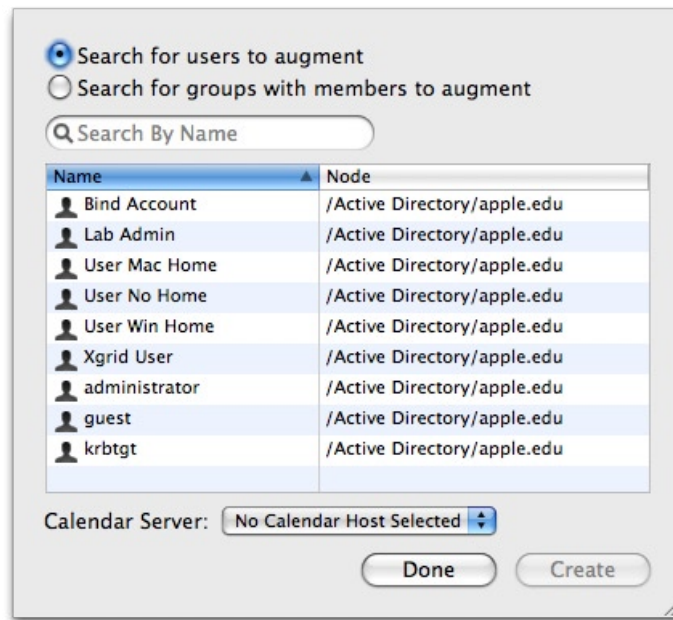 Search for users to augment
Search for groups with members to augment
Search By Name
Name Node
Bind Account /Active Directory/apple.edu
Lab Admin /Active Directory/apple.edu
User Mac Home /Active Directory/apple.edu
User No Home /Active Directory/apple.edu
User Win Home /Active Directory/apple.edu
Xgrid User /Active Directory/apple.edu
administrator /Active Directory/apple.edu
guest /Active Directory/apple.edu
krbtgt /Active Directory/apple.edu
Calendar Server: No Calendar Host Selected
Done Create